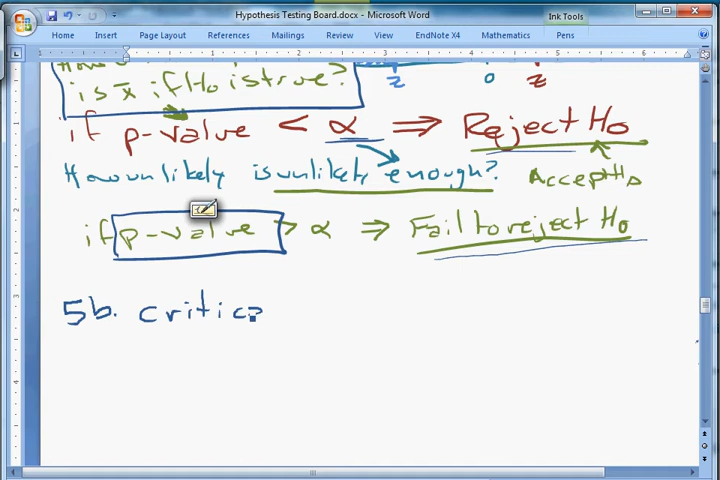 Hypothesis Testing Board.docx - Microsoft Word
Ink Tools
Home Insert Page Layout References Mailings Review View EndNote X4 Mathematics Pens
is x̄ if Ho is true?
-z 0 z
if p-value < α ⇒ Reject Ho
How unlikely is unlikely enough? Accept Ho
if p-value > α ⇒ Fail to reject Ho
5b. critica